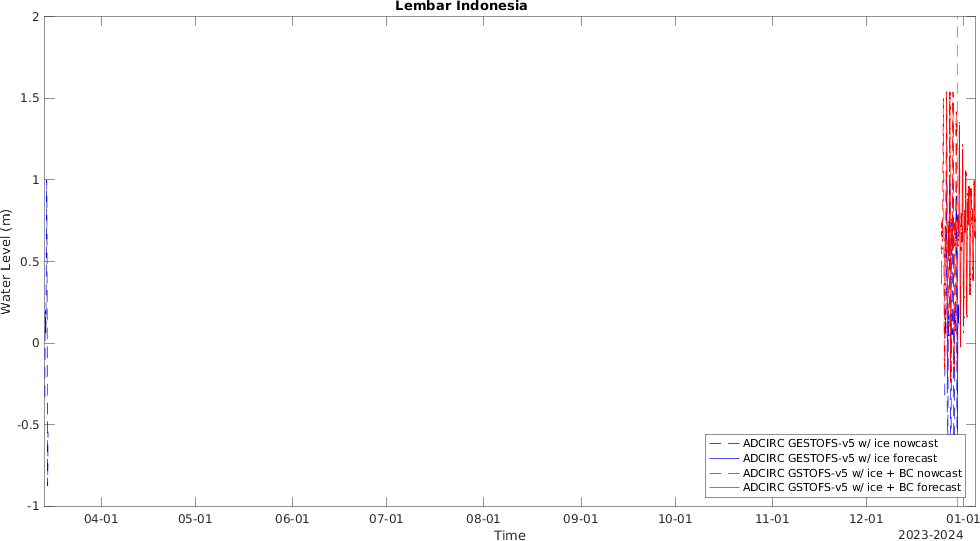 Lembar Indonesia
2
1.5
1
0.5
0
-0.5
-1
Water Level (m)
04-01 05-01 06-01 07-01 08-01 09-01 10-01 11-01 12-01 01-01
Time
2023-2024
ADCIRC GESTOFS-v5 w/ ice nowcast
ADCIRC GESTOFS-v5 w/ ice forecast
ADCIRC GSTOFS-v5 w/ ice + BC nowcast
ADCIRC GSTOFS-v5 w/ ice + BC forecast